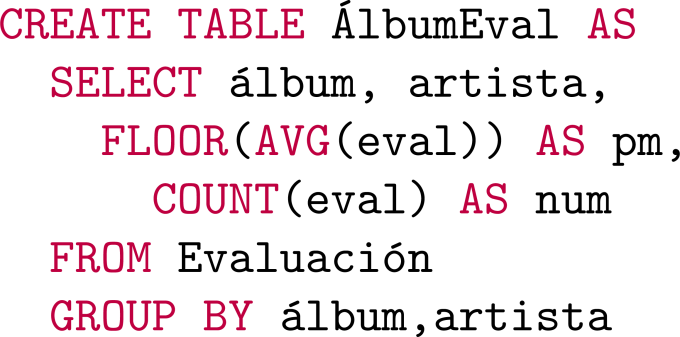 CREATE TABLE ÁlbumEval AS
SELECT álbum, artista,
FLOOR(AVG(eval)) AS pm,
COUNT(eval) AS num
FROM Evaluación
GROUP BY álbum,artista